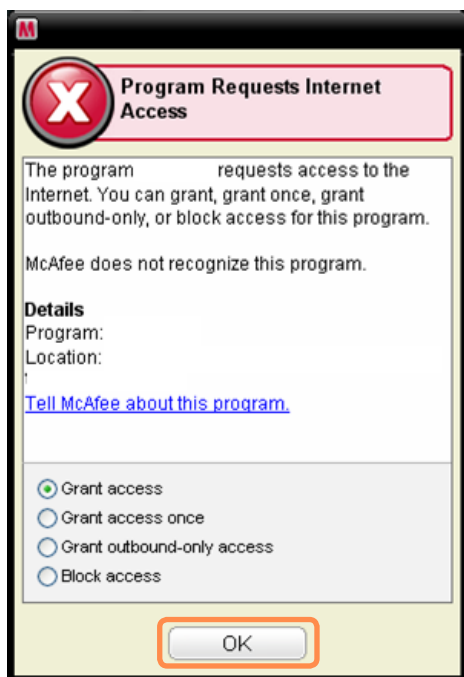 Program Requests Internet
Access
The program requests access to the
Internet. You can grant, grant once, grant
outbound-only, or block access for this program.
McAfee does not recognize this program.
Details
Program:
Location:
Tell McAfee about this program.
Grant access
Grant access once
Grant outbound-only access
Block access
OK